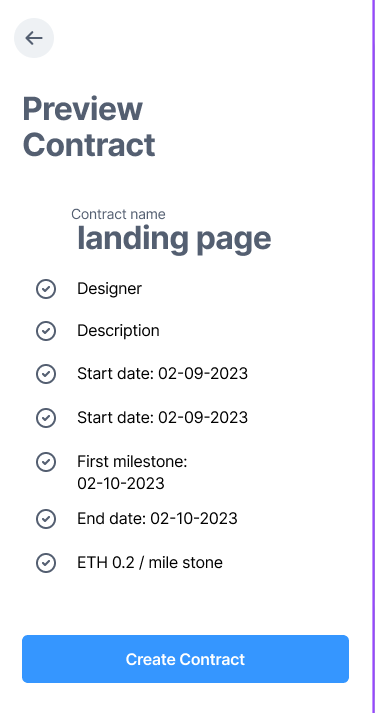 Preview
Contract
Contract name
landing page
Designer
Description
Start date: 02-09-2023
Start date: 02-09-2023
First milestone:
02-10-2023
End date: 02-10-2023
ETH 0.2 / mile stone
Create Contract